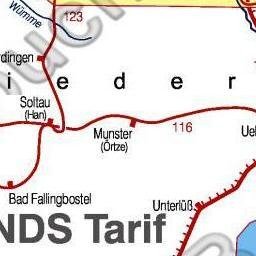 Wümme
123
rdingen
i e d e r
Soltau
(Han)
Munster
(Örtze)
116
Uel
Bad Fallingbostel
Unterlüß
NDS Tarif